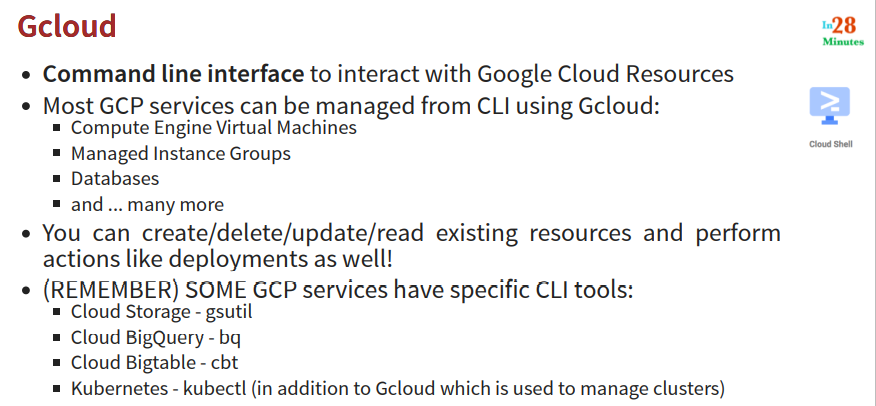 Gcloud
In28
Minutes
Command line interface to interact with Google Cloud Resources
Most GCP services can be managed from CLI using Gcloud:
Compute Engine Virtual Machines
Managed Instance Groups
Databases
and ... many more
Cloud Shell
You can create/delete/update/read existing resources and perform
actions like deployments as well!
(REMEMBER) SOME GCP services have specific CLI tools:
Cloud Storage - gsutil
Cloud BigQuery - bq
Cloud Bigtable - cbt
Kubernetes - kubectl (in addition to Gcloud which is used to manage clusters)